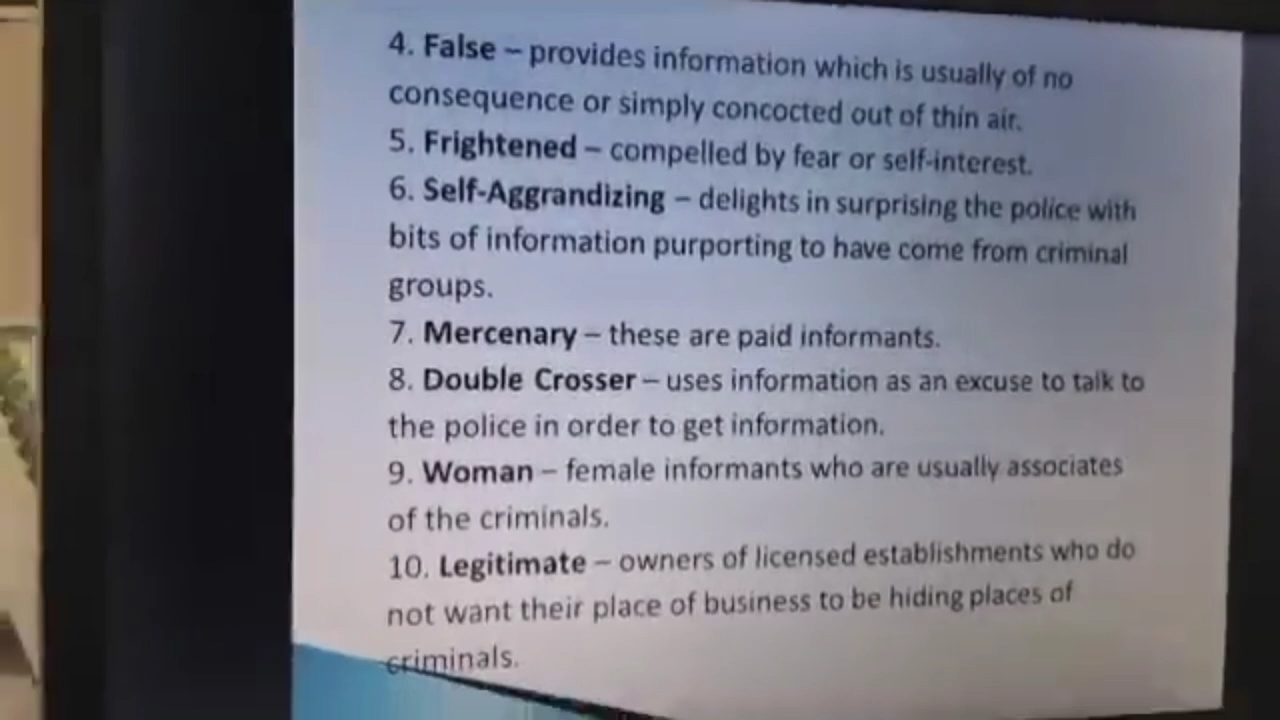 4. False – provides information which is usually of no
consequence or simply concocted out of thin air.
5. Frightened – compelled by fear or self-interest.
6. Self-Aggrandizing – delights in surprising the police with
bits of information purporting to have come from criminal
groups.
7. Mercenary – these are paid informants.
8. Double Crosser – uses information as an excuse to talk to
the police in order to get information.
9. Woman – female informants who are usually associates
of the criminals.
10. Legitimate – owners of licensed establishments who do
not want their place of business to be hiding places of
criminals.